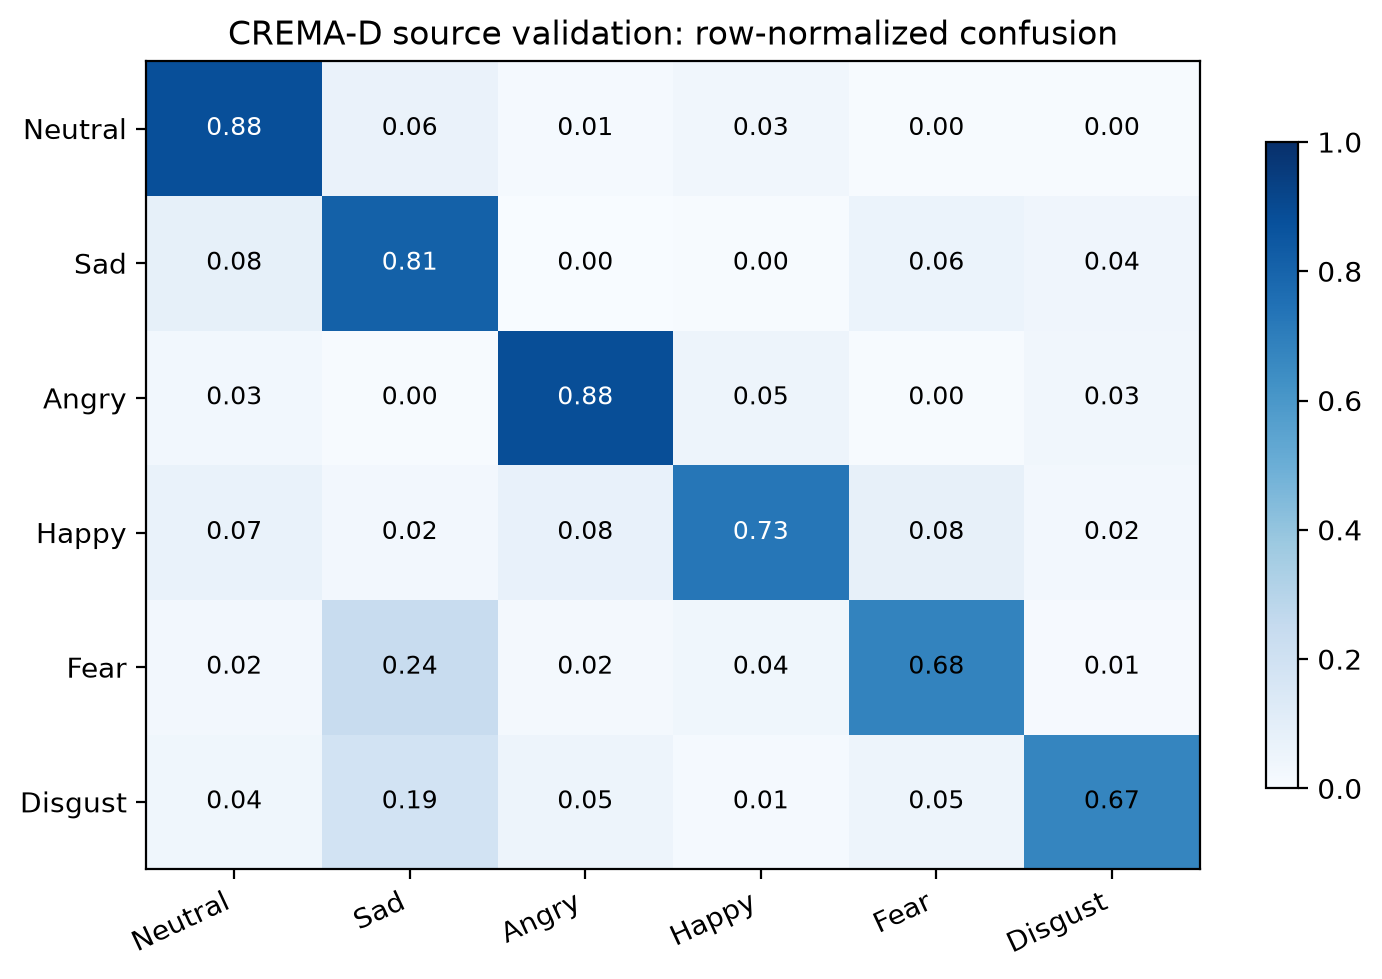 CREMA-D source validation: row-normalized confusion
Neutral 0.88 0.06 0.01 0.03 0.00 0.00
Sad 0.08 0.81 0.00 0.00 0.06 0.04
Angry 0.03 0.00 0.88 0.05 0.00 0.03
Happy 0.07 0.02 0.08 0.73 0.08 0.02
Fear 0.02 0.24 0.02 0.04 0.68 0.01
Disgust 0.04 0.19 0.05 0.01 0.05 0.67
Neutral Sad Angry Happy Fear Disgust
1.0
0.8
0.6
0.4
0.2
0.0